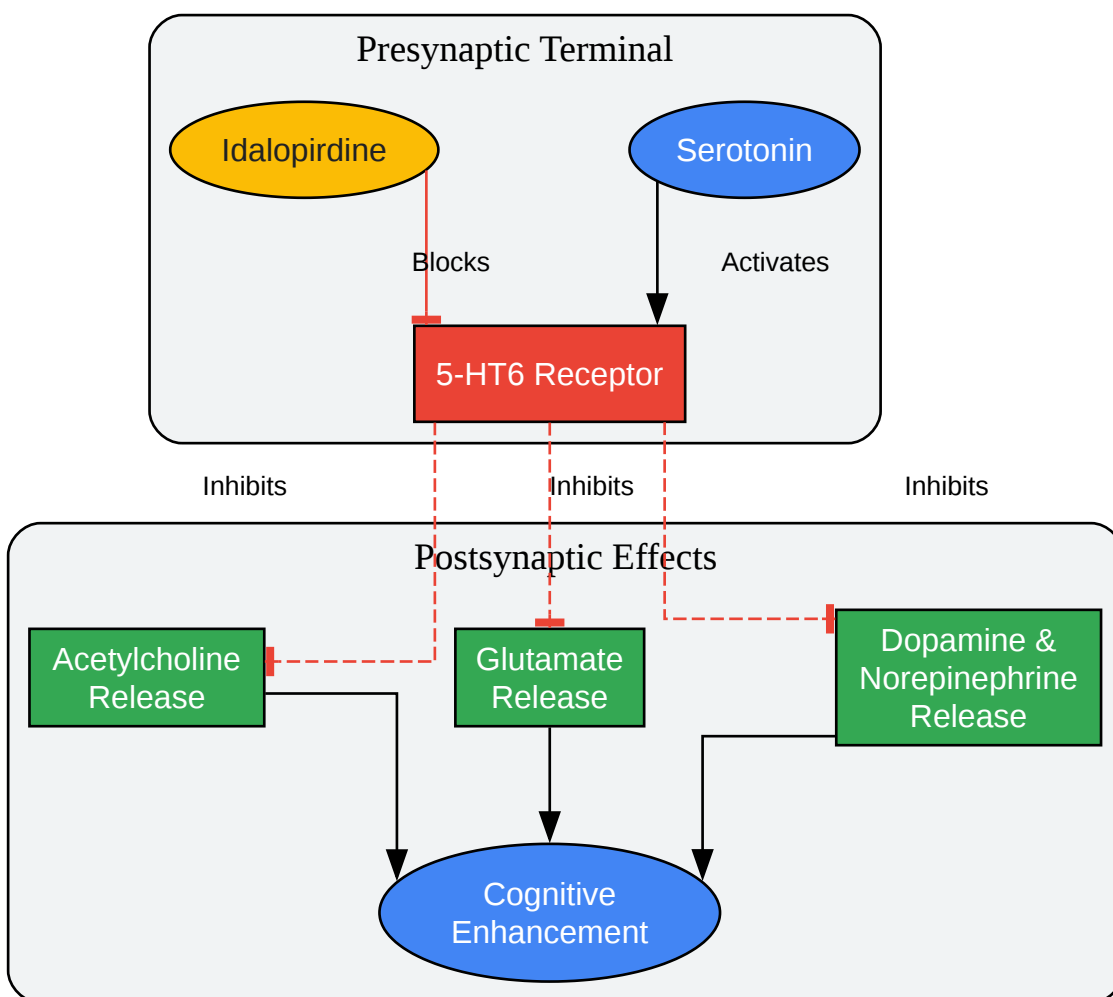 Presynaptic Terminal
Idalopirdine
Serotonin
Blocks
Activates
5-HT6 Receptor
Inhibits
Inhibits
Inhibits
Postsynaptic Effects
Acetylcholine
Release
Glutamate
Release
Dopamine &
Norepinephrine
Release
Cognitive
Enhancement